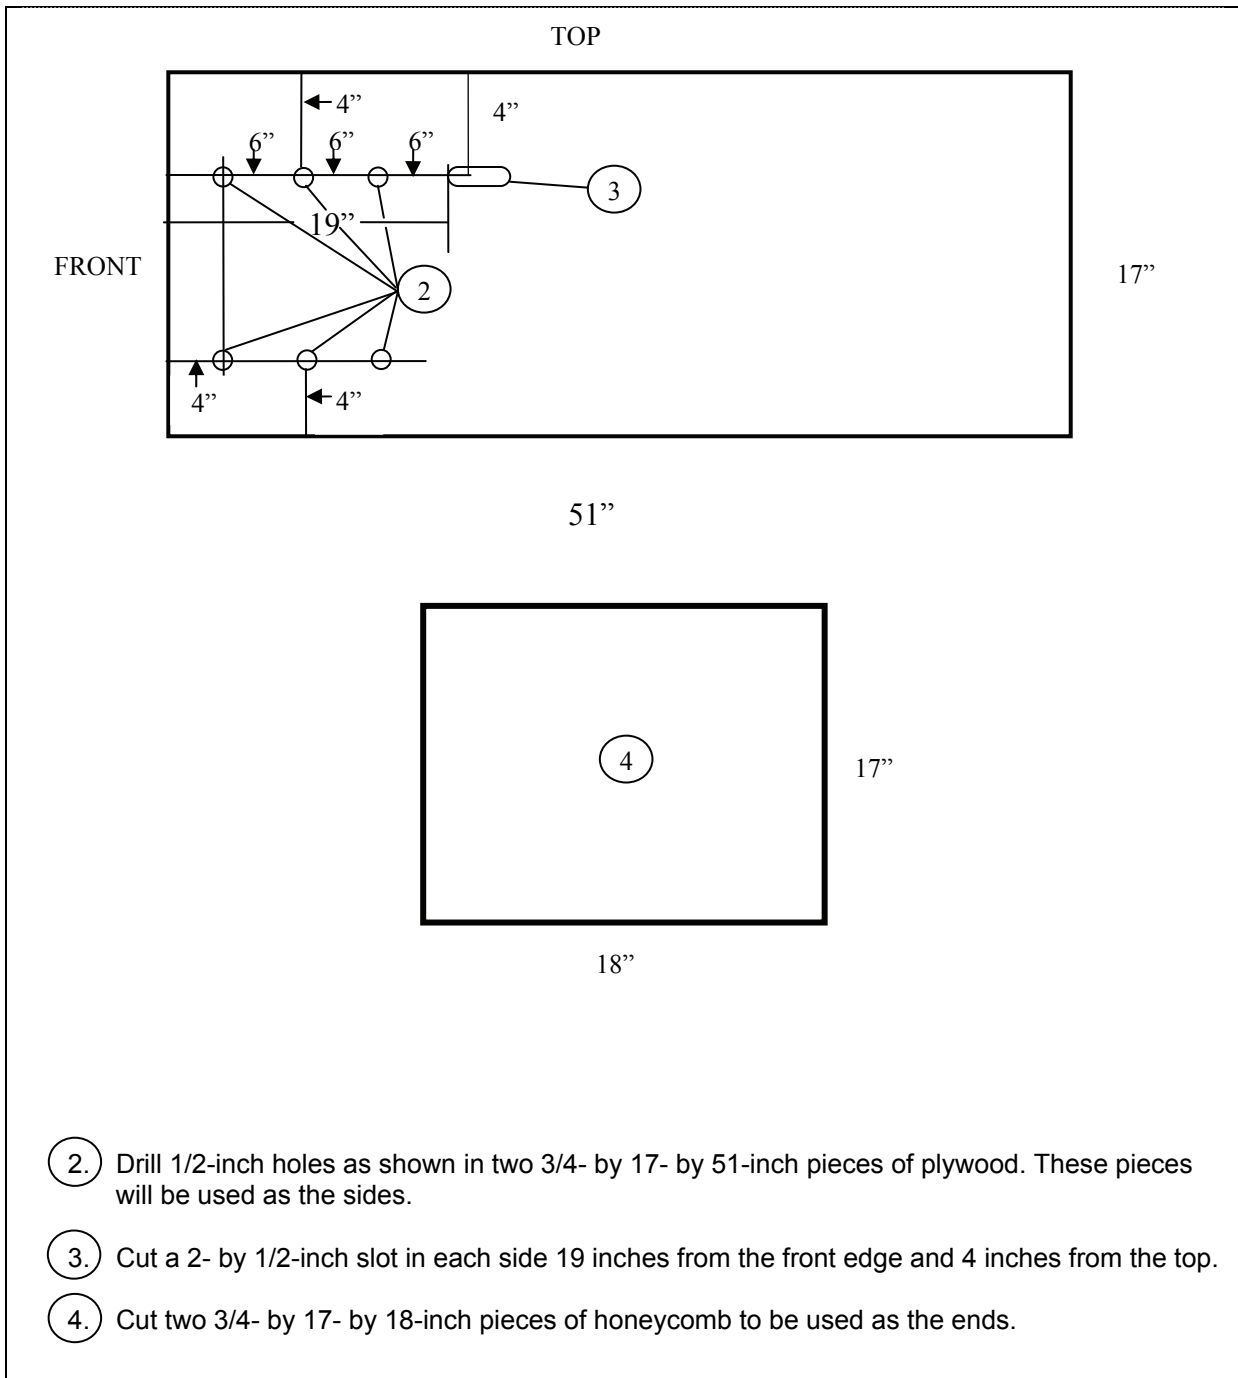 TOP
4”
4”
6”
6”
6”
3
19”
FRONT
2
17”
4”
4”
51”
4
17”
18”
2. Drill 1/2-inch holes as shown in two 3/4- by 17- by 51-inch pieces of plywood. These pieces
will be used as the sides.
3. Cut a 2- by 1/2-inch slot in each side 19 inches from the front edge and 4 inches from the top.
4. Cut two 3/4- by 17- by 18-inch pieces of honeycomb to be used as the ends.